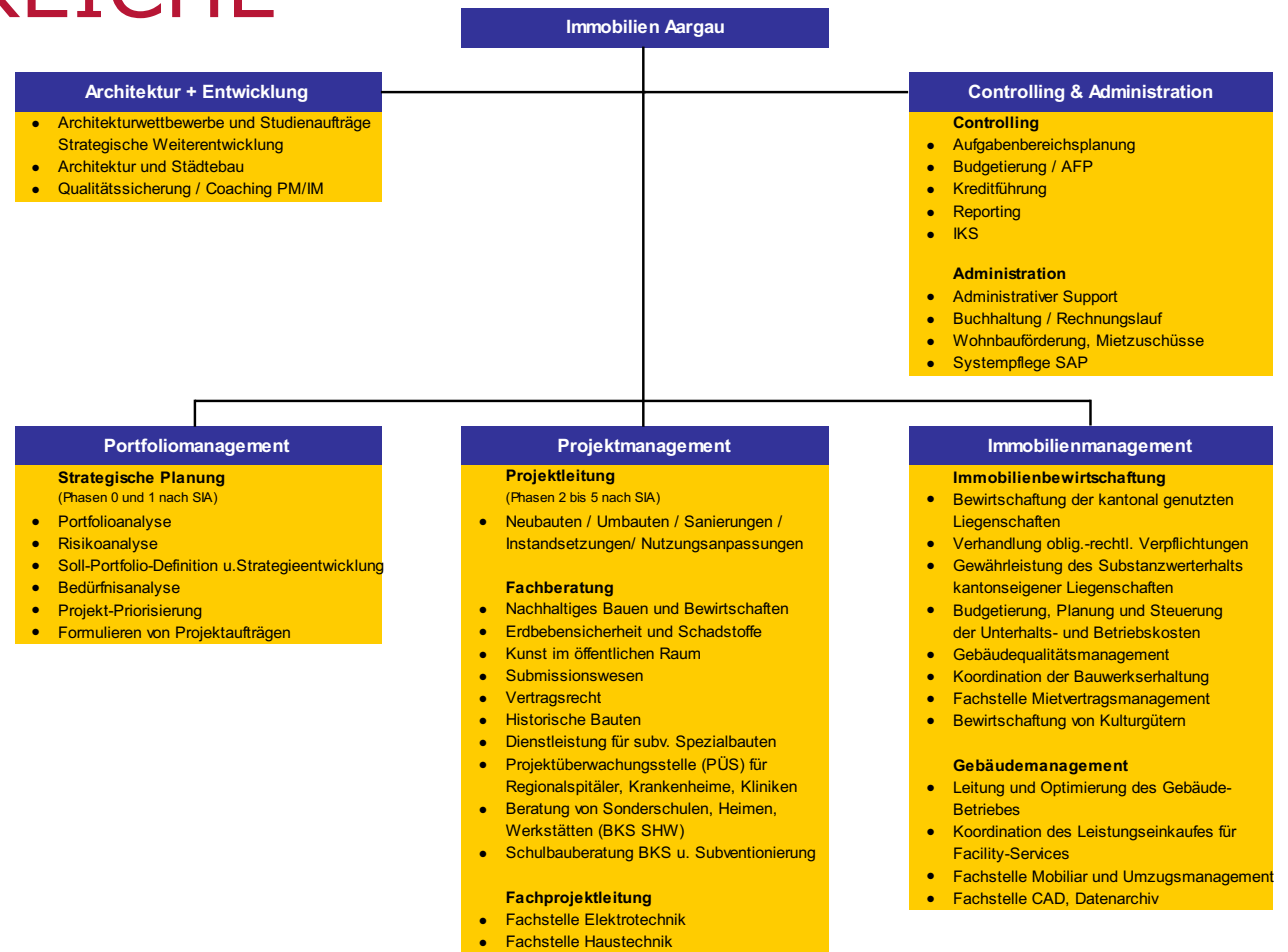 Immobilien Aargau
Architektur + Entwicklung
● Architekturwettbewerbe und Studienaufträge
Strategische Weiterentwicklung
● Architektur und Städtebau
● Qualitätssicherung / Coaching PM/IM
Controlling & Administration
Controlling
● Aufgabenbereichsplanung
● Budgetierung / AFP
● Kreditführung
● Reporting
● IKS
Administration
● Administrativer Support
● Buchhaltung / Rechnungslauf
● Wohnbauförderung, Mietzuschüsse
● Systempflege SAP
Portfoliomanagement
Strategische Planung
(Phasen 0 und 1 nach SIA)
● Portfolioanalyse
● Risikoanalyse
● Soll-Portfolio-Definition u.Strategieentwicklung
● Bedürfnisanalyse
● Projekt-Priorisierung
● Formulieren von Projektaufträgen
Projektmanagement
Projektleitung
(Phasen 2 bis 5 nach SIA)
● Neubauten / Umbauten / Sanierungen /
Instandsetzungen/ Nutzungsanpassungen
Fachberatung
● Nachhaltiges Bauen und Bewirtschaften
● Erdbebensicherheit und Schadstoffe
● Kunst im öffentlichen Raum
● Submissionswesen
● Vertragsrecht
● Historische Bauten
● Dienstleistung für subv. Spezialbauten
● Projektüberwachungsstelle (PÜS) für
Regionalspitäler, Krankenheime, Kliniken
● Beratung von Sonderschulen, Heimen,
Werkstätten (BKS SHW)
● Schulbauberatung BKS u. Subventionierung
Fachprojektleitung
● Fachstelle Elektrotechnik
● Fachstelle Haustechnik
Immobilienmanagement
Immobilienbewirtschaftung
● Bewirtschaftung der kantonal genutzten
Liegenschaften
● Verhandlung oblig.-rechtl. Verpflichtungen
● Gewährleistung des Substanzwerterhalts
kantonseigener Liegenschaften
● Budgetierung, Planung und Steuerung
der Unterhalts- und Betriebskosten
● Gebäudequalitätsmanagement
● Koordination der Bauwerkserhaltung
● Fachstelle Mietvertragsmanagement
● Bewirtschaftung von Kulturgütern
Gebäudemanagement
● Leitung und Optimierung des Gebäude-
Betriebes
● Koordination des Leistungseinkaufes für
Facility-Services
● Fachstelle Mobiliar und Umzugsmanagement
● Fachstelle CAD, Datenarchiv